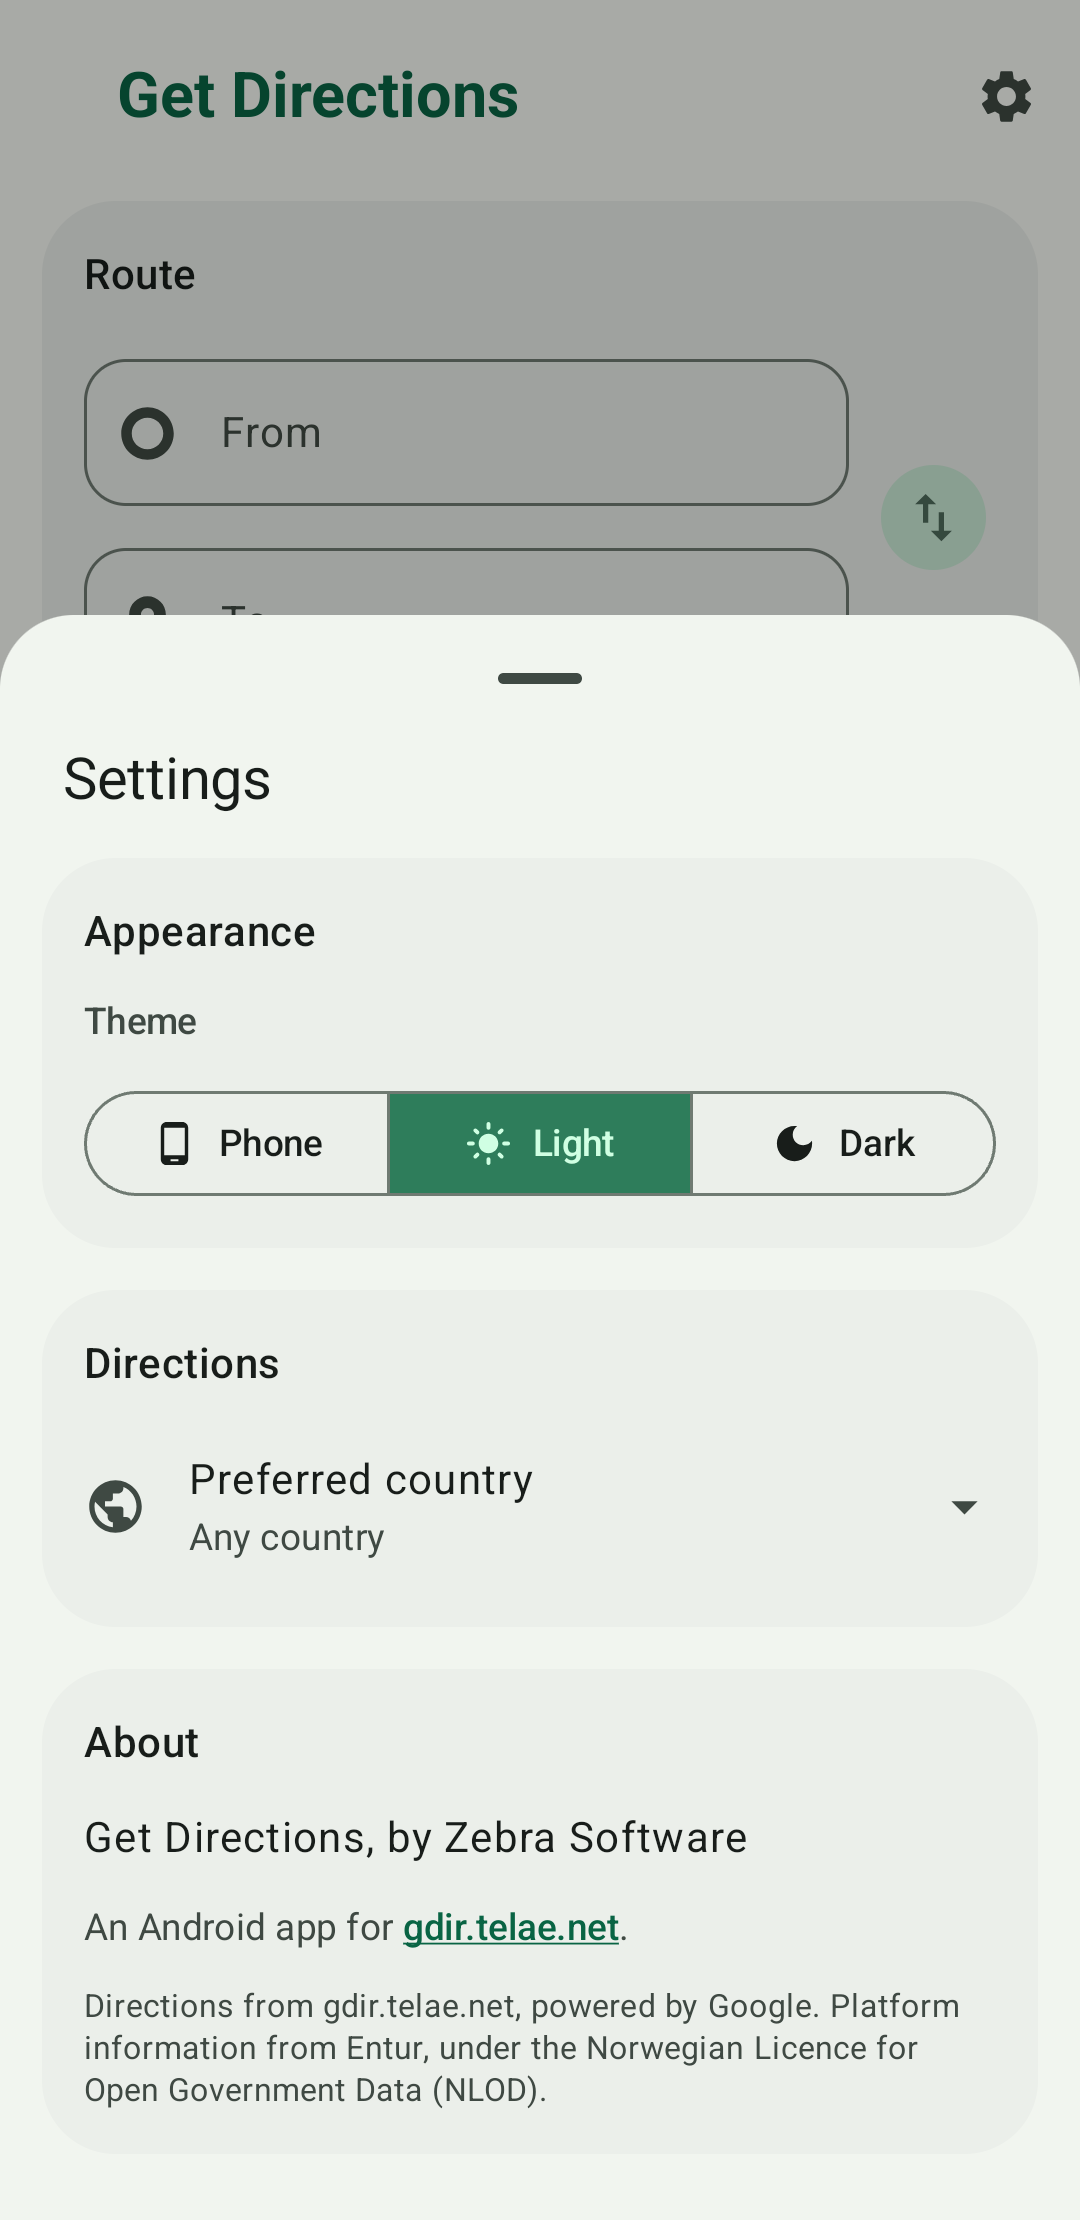 Get Directions
Route
From
To
Settings
Appearance
Theme
Phone
Light
Dark
Directions
Preferred country
Any country
About
Get Directions, by Zebra Software
An Android app for gdir.telae.net.
Directions from gdir.telae.net, powered by Google. Platform
information from Entur, under the Norwegian Licence for
Open Government Data (NLOD).